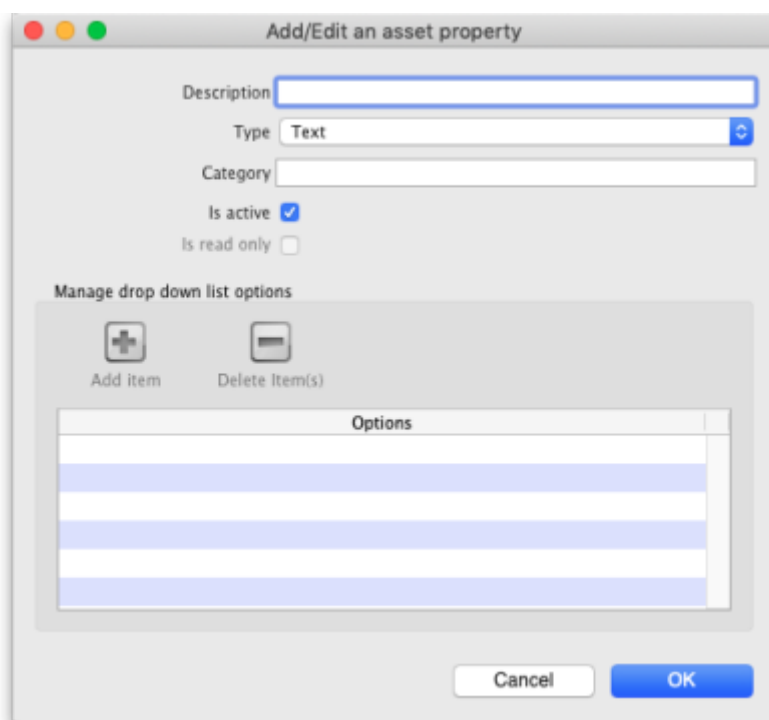 Add/Edit an asset property
Description
Type Text
Category
Is active
Is read only
Manage drop down list options
Add item Delete Item(s)
Options
Cancel OK